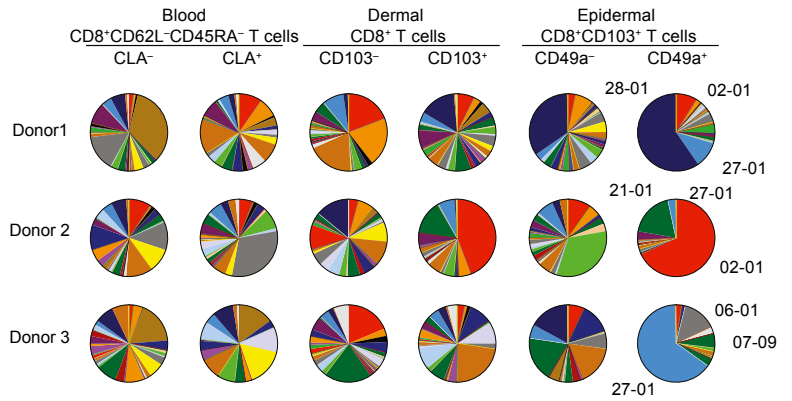 Blood Dermal Epidermal
CD8⁺CD62L⁻CD45RA⁻ T cells CD8⁺ T cells CD8⁺CD103⁺ T cells
CLA⁻ CLA⁺ CD103⁻ CD103⁺ CD49a⁻ CD49a⁺
28-01 02-01
Donor1
27-01
21-01 27-01
Donor 2
02-01
06-01
Donor 3 07-09
27-01